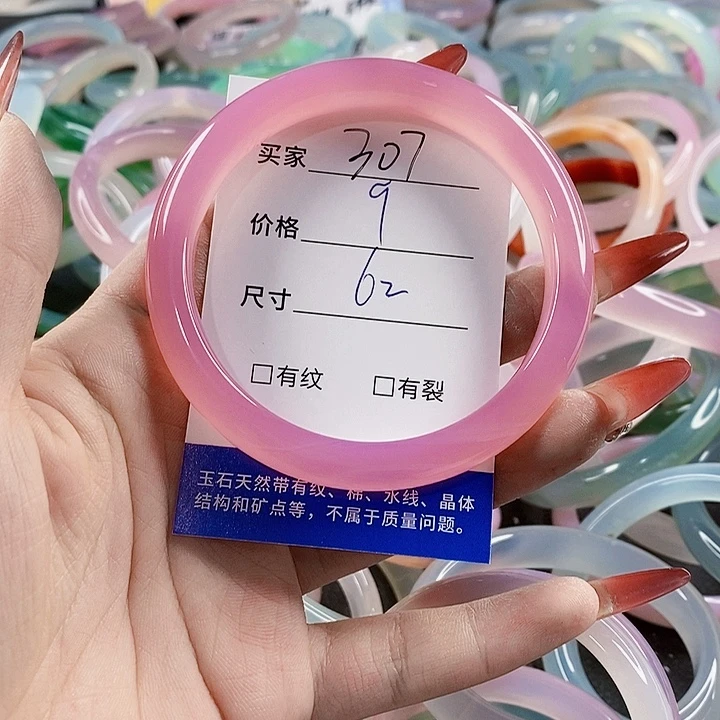 买家 307
价格 9
尺寸 62
□有纹 □有裂
玉石天然带有纹、棉、水线、晶体
结构和矿点等，不属于质量问题。